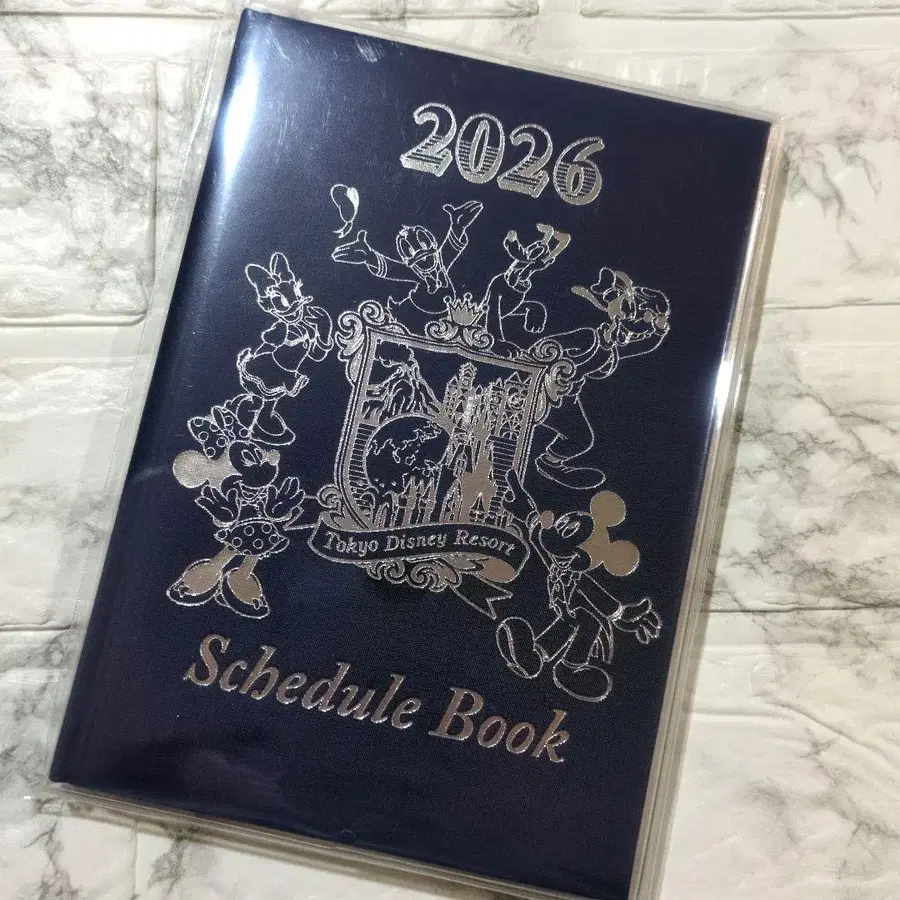 2026
Tokyo Disney Resort
Schedule Book